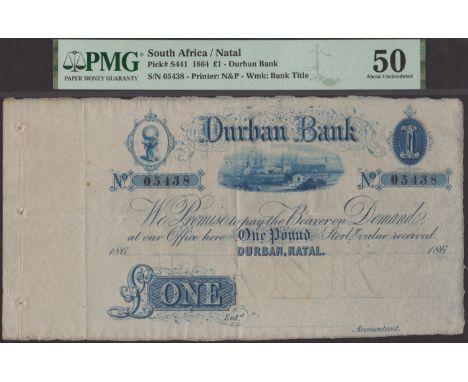 PMG
PAPER MONEY GUARANTY
South Africa / Natal
Pick# S441 1864 £1 - Durban Bank
S/N 05438 - Printer: N&P - Wmk: Bank Title
50
About Uncirculated
Durban Bank
1
No. 05438 No. 05438
We Promise to pay the Bearer on Demand
at our Office here One Pound Sterlg. value received
186 DURBAN, NATAL. 186
£ ONE
Entd.
Accountant.